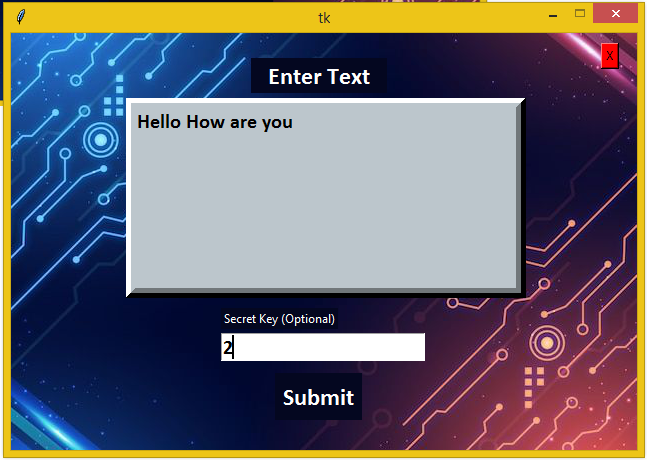 tk
X
Enter Text
Hello How are you
Secret Key (Optional)
2
Submit